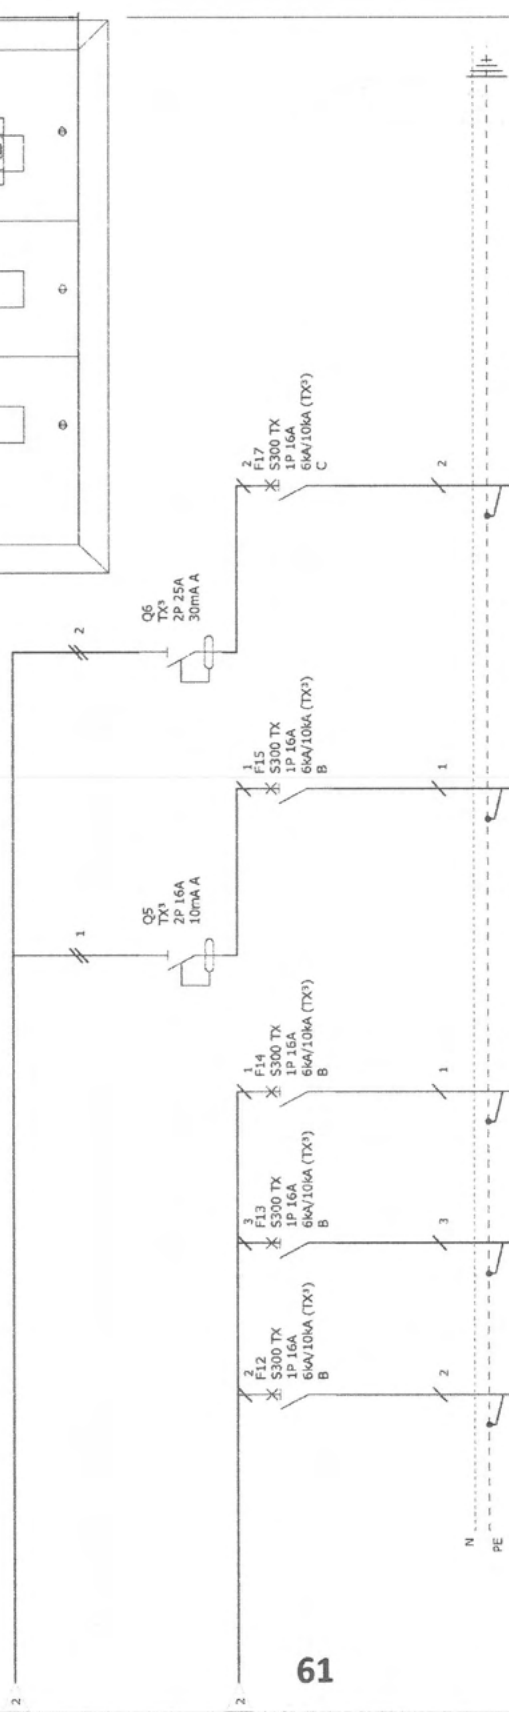 2
1
Q5
TX³
2P 16A
10mA A
2
Q6
TX³
2P 25A
30mA A
2
2
F12
S300 TX
1P 16A
6kA/10kA (TX³)
B
3
F13
S300 TX
1P 16A
6kA/10kA (TX³)
B
1
F14
S300 TX
1P 16A
6kA/10kA (TX³)
B
1
F15
S300 TX
1P 16A
6kA/10kA (TX³)
B
2
F17
S300 TX
1P 16A
6kA/10kA (TX³)
C
2
3
1
1
2
N
PE
61